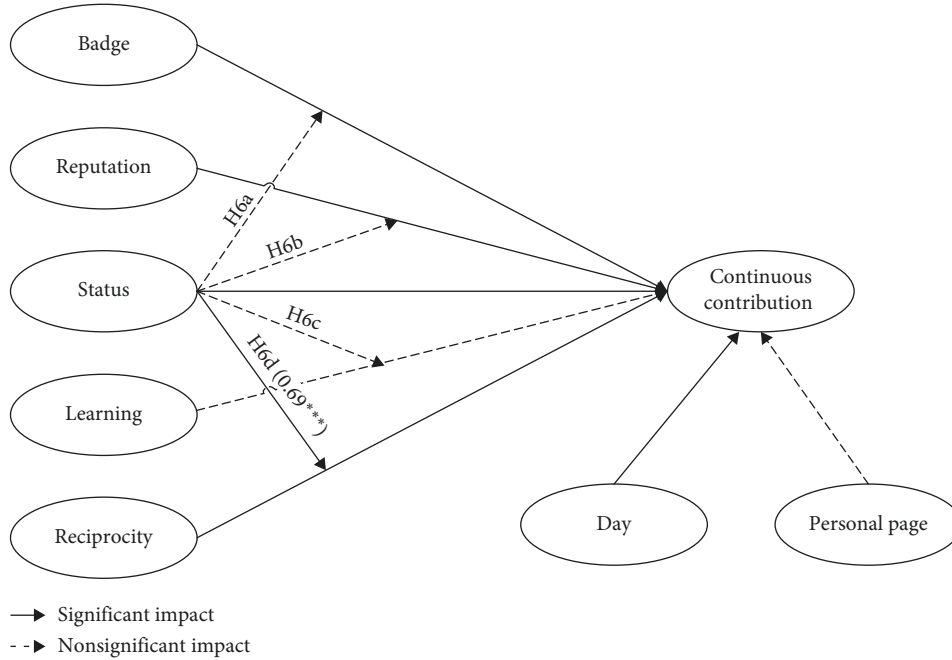 Badge
Reputation
H6a
H6b
Status
Continuous
contribution
H6c
H6d (0.69***)
Learning
Reciprocity
Day
Personal page
Significant impact
Nonsignificant impact